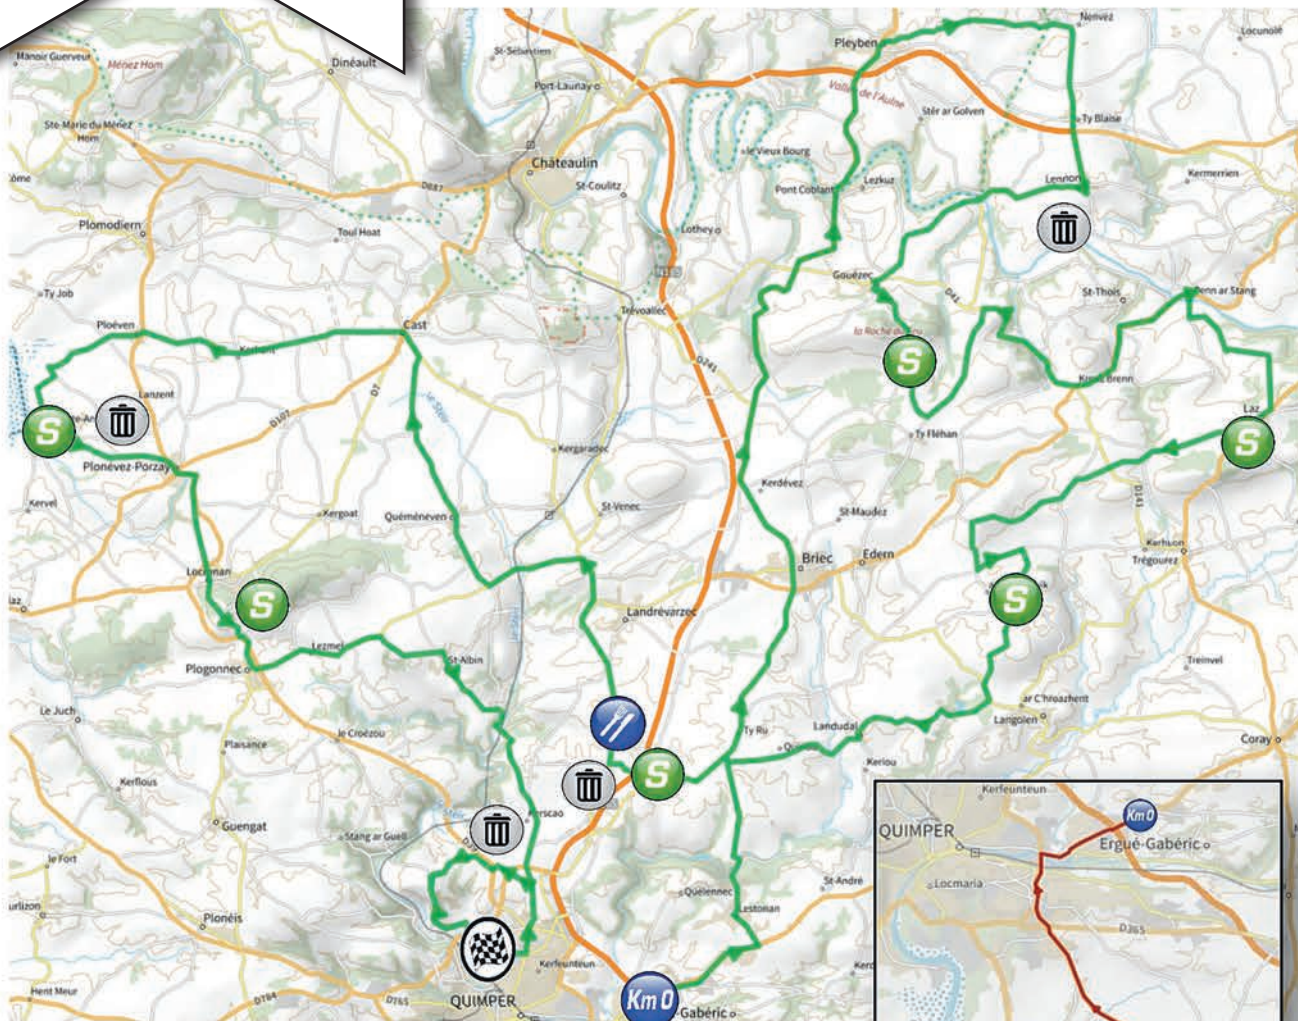 Manoir Guerveur
Ménez Hom
Dinéault
St-Sébastien
Port-Launay
Pleyben
Nenvez
Locunolé
Ste-Marie du Ménez
Hom
Châteaulin
St-Coulitz
D887
le Vieux Bourg
Vallée de l'Aulne
Stêr ar Golven
Ty Blaise
Pont Coblant
Lezkuz
Lennon
Kermerrien
Plomodiern
Toul Hoat
Lothey
Gouézec
N165
D41
St-Thois
Penn ar Stang
Ty Job
Ploéven
Cast
Trévoallec
la Roche du Feu
D241
D7
Lanzent
D107
S
S
Laz
S
Ty Fléhan
Plonévez-Porzay
Kergaradec
Kervel
Kergoat
Quéménéven
St-Venec
Kerdévez
St-Maudez
D141
Briec
Edern
Kerhuon
Trégourez
Locronan
S
S
Landrévarzec
Lezmel
Plogonnec
St-Albin
Treinvel
Le Juch
ar C'hroazhent
Langolen
Plaisance
le Croëzou
Ty Ru
Landudal
Coray
S
Kerlou
Kerflous
Guengat
Stang ar Guell
le Fort
Plonéis
Quélennec
St-André
Lestonan
Kerfeunteun
Hent Meur
D784
D765
QUIMPER
Km 0
-Gabéric
Kerfeunteun
QUIMPER
Km 0
Ergué-Gabéric
Locmaria
D365